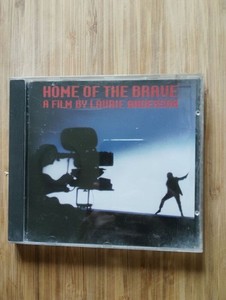 HOME OF THE BRAVE
A FILM BY LAURIE ANDERSON